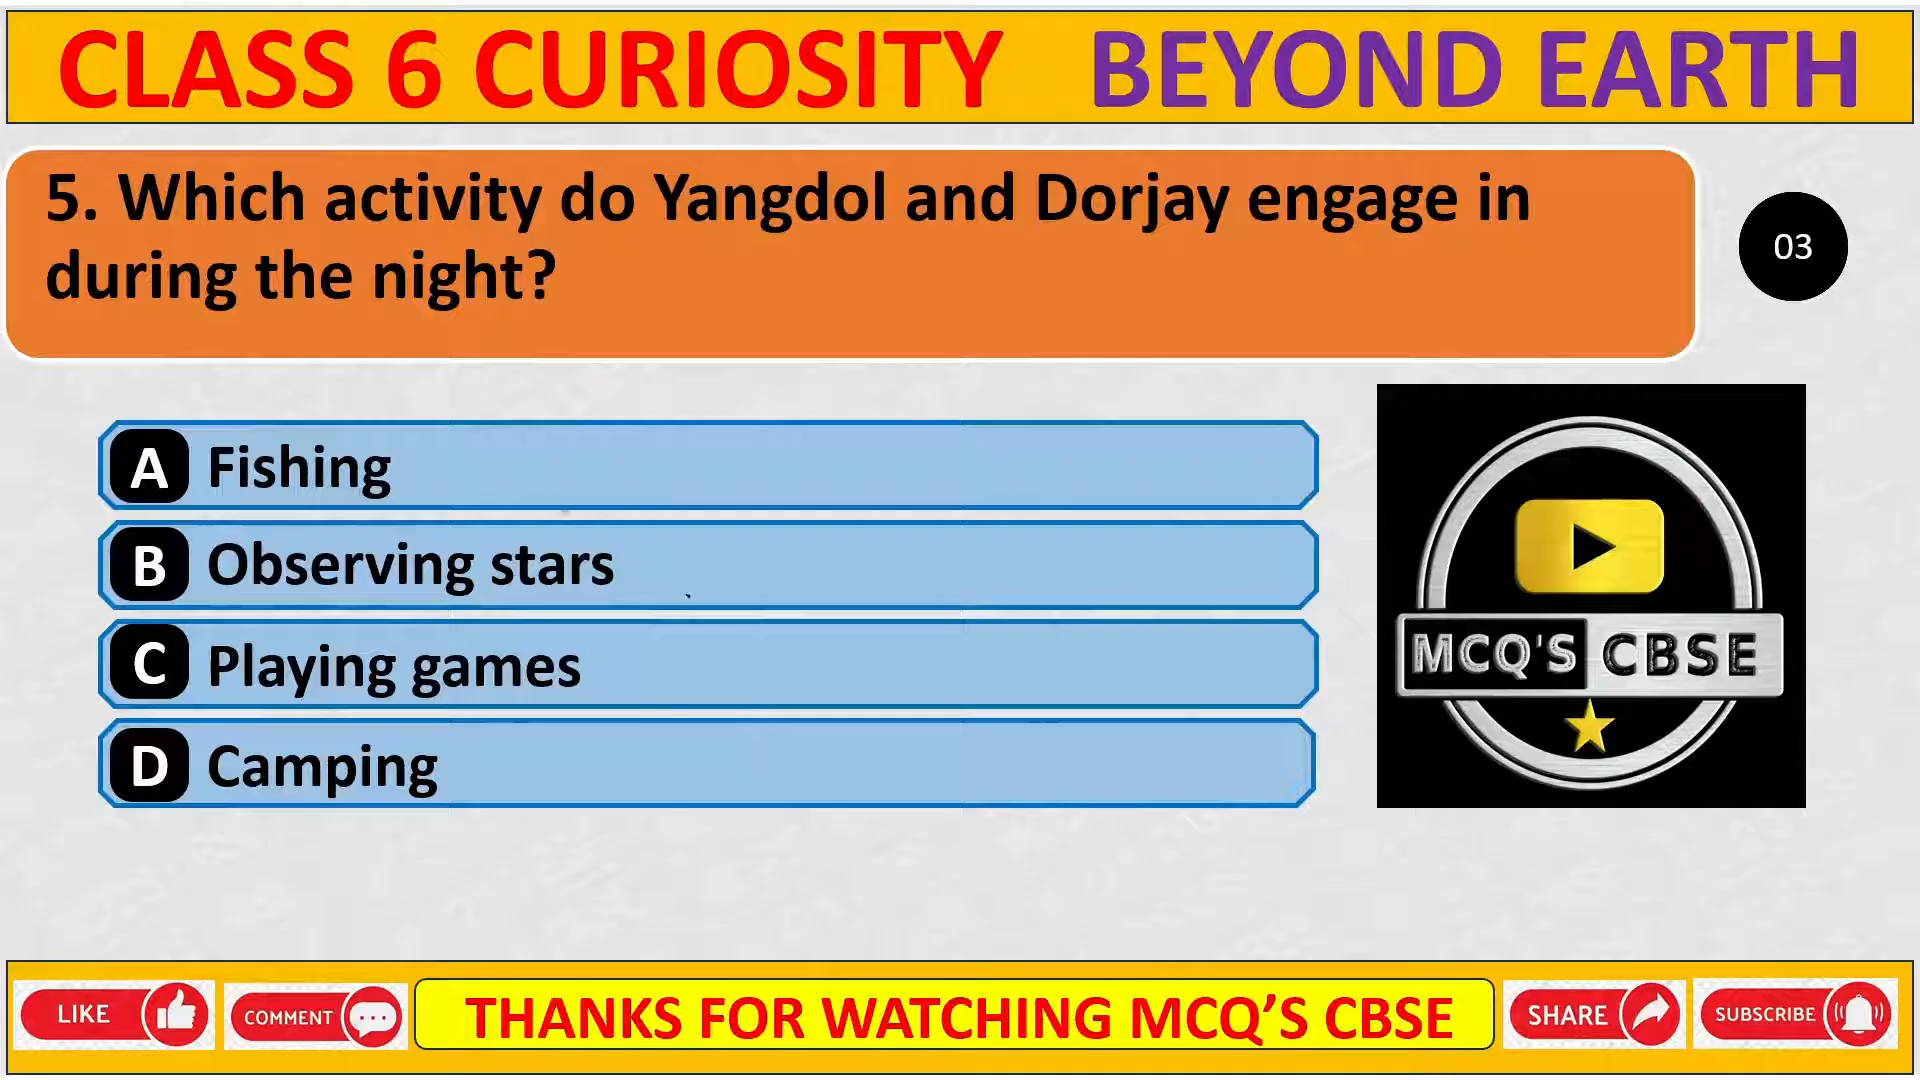 CLASS 6 CURIOSITY BEYOND EARTH
5. Which activity do Yangdol and Dorjay engage in
during the night?
03
A Fishing
B Observing stars
C Playing games
D Camping
MCQ'S CBSE
LIKE
COMMENT
THANKS FOR WATCHING MCQ’S CBSE
SHARE
SUBSCRIBE